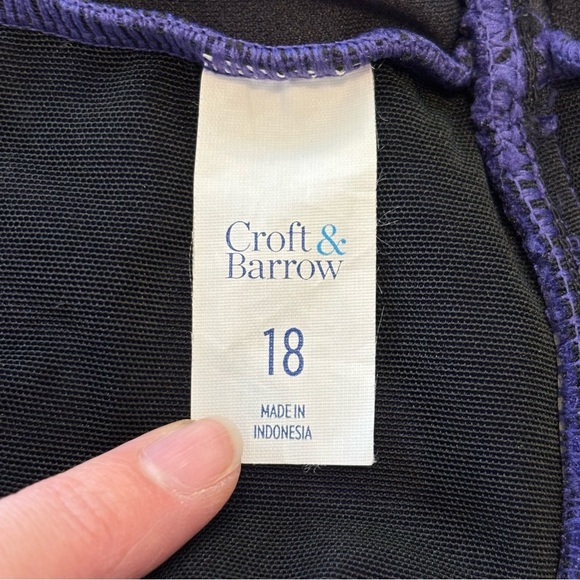 Croft &
Barrow
18
MADE IN
INDONESIA